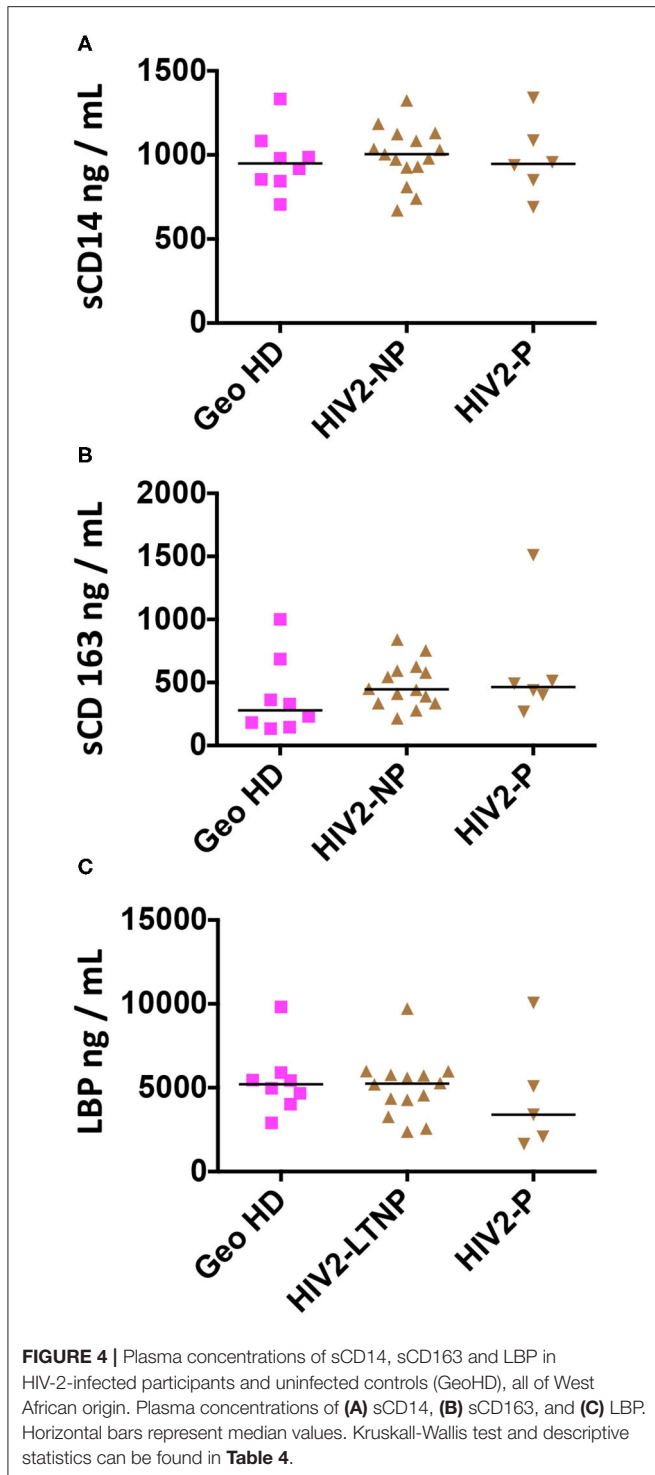 A
1500
1000
500
0
sCD14 ng / mL
Geo HD
HIV2-NP
HIV2-P
B
2000
1500
1000
500
0
sCD 163 ng / mL
Geo HD
HIV2-NP
HIV2-P
C
15000
10000
5000
0
LBP ng / mL
Geo HD
HIV2-LTNP
HIV2-P
FIGURE 4 | Plasma concentrations of sCD14, sCD163 and LBP in
HIV-2-infected participants and uninfected controls (GeoHD), all of West
African origin. Plasma concentrations of (A) sCD14, (B) sCD163, and (C) LBP.
Horizontal bars represent median values. Kruskall-Wallis test and descriptive
statistics can be found in Table 4.